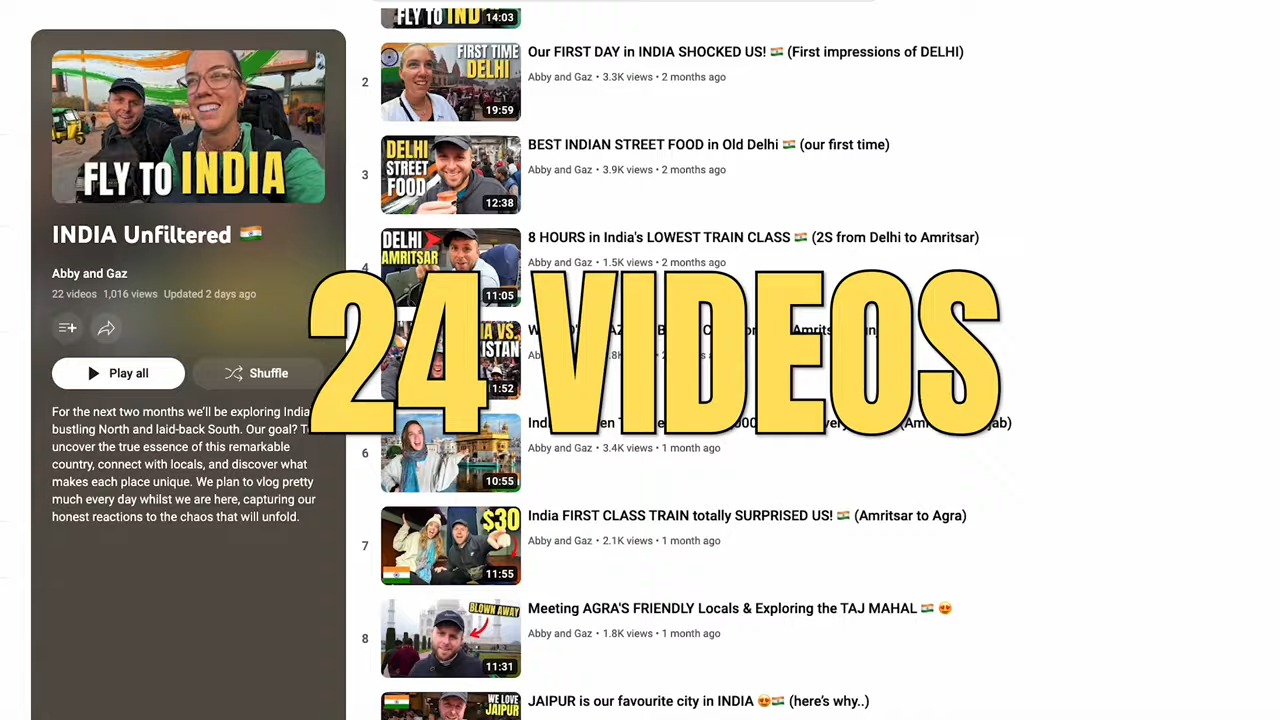 FLY TO INDIA
INDIA Unfiltered
Abby and Gaz
22 videos 1,016 views Updated 2 days ago
Play all
Shuffle
For the next two months we'll be exploring India
bustling North and laid-back South. Our goal?
uncover the true essence of this remarkable
country, connect with locals, and discover what
makes each place unique. We plan to vlog pretty
much every day whilst we are here, capturing our
honest reactions to the chaos that will unfold.
FLY TO
14:03
2
FIRST TIME
DELHI
19:59
Our FIRST DAY in INDIA SHOCKED US! (First impressions of DELHI)
Abby and Gaz • 3.3K views • 2 months ago
3
DELHI
STREET
FOOD
12:38
BEST INDIAN STREET FOOD in Old Delhi (our first time)
Abby and Gaz • 3.9K views • 2 months ago
4
DELHI
AMRITSAR
11:05
8 HOURS in India's LOWEST TRAIN CLASS (2S from Delhi to Amritsar)
Abby and Gaz • 1.5K views • 2 months ago
24 VIDEOS
VS.
1:52
6
10:55
Abby and Gaz • 3.4K views • 1 month ago
7
$30
11:55
India FIRST CLASS TRAIN totally SURPRISED US! (Amritsar to Agra)
Abby and Gaz • 2.1K views • 1 month ago
8
BLOWN AWAY
11:31
Meeting AGRA'S FRIENDLY Locals & Exploring the TAJ MAHAL
Abby and Gaz • 1.8K views • 1 month ago
WE LOVE
JAIPUR
JAIPUR is our favourite city in INDIA (here's why..)